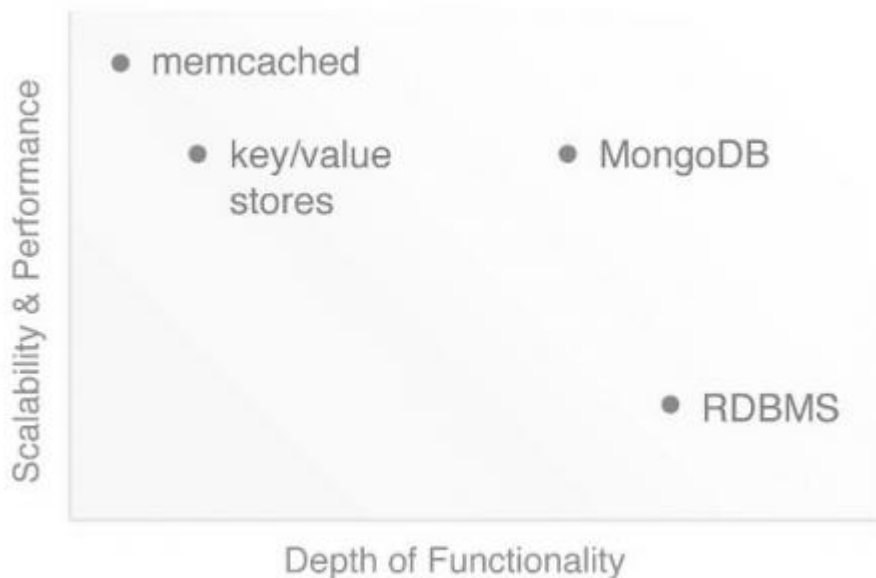 memcached
key/value
stores
MongoDB
RDBMS
Scalability & Performance
Depth of Functionality